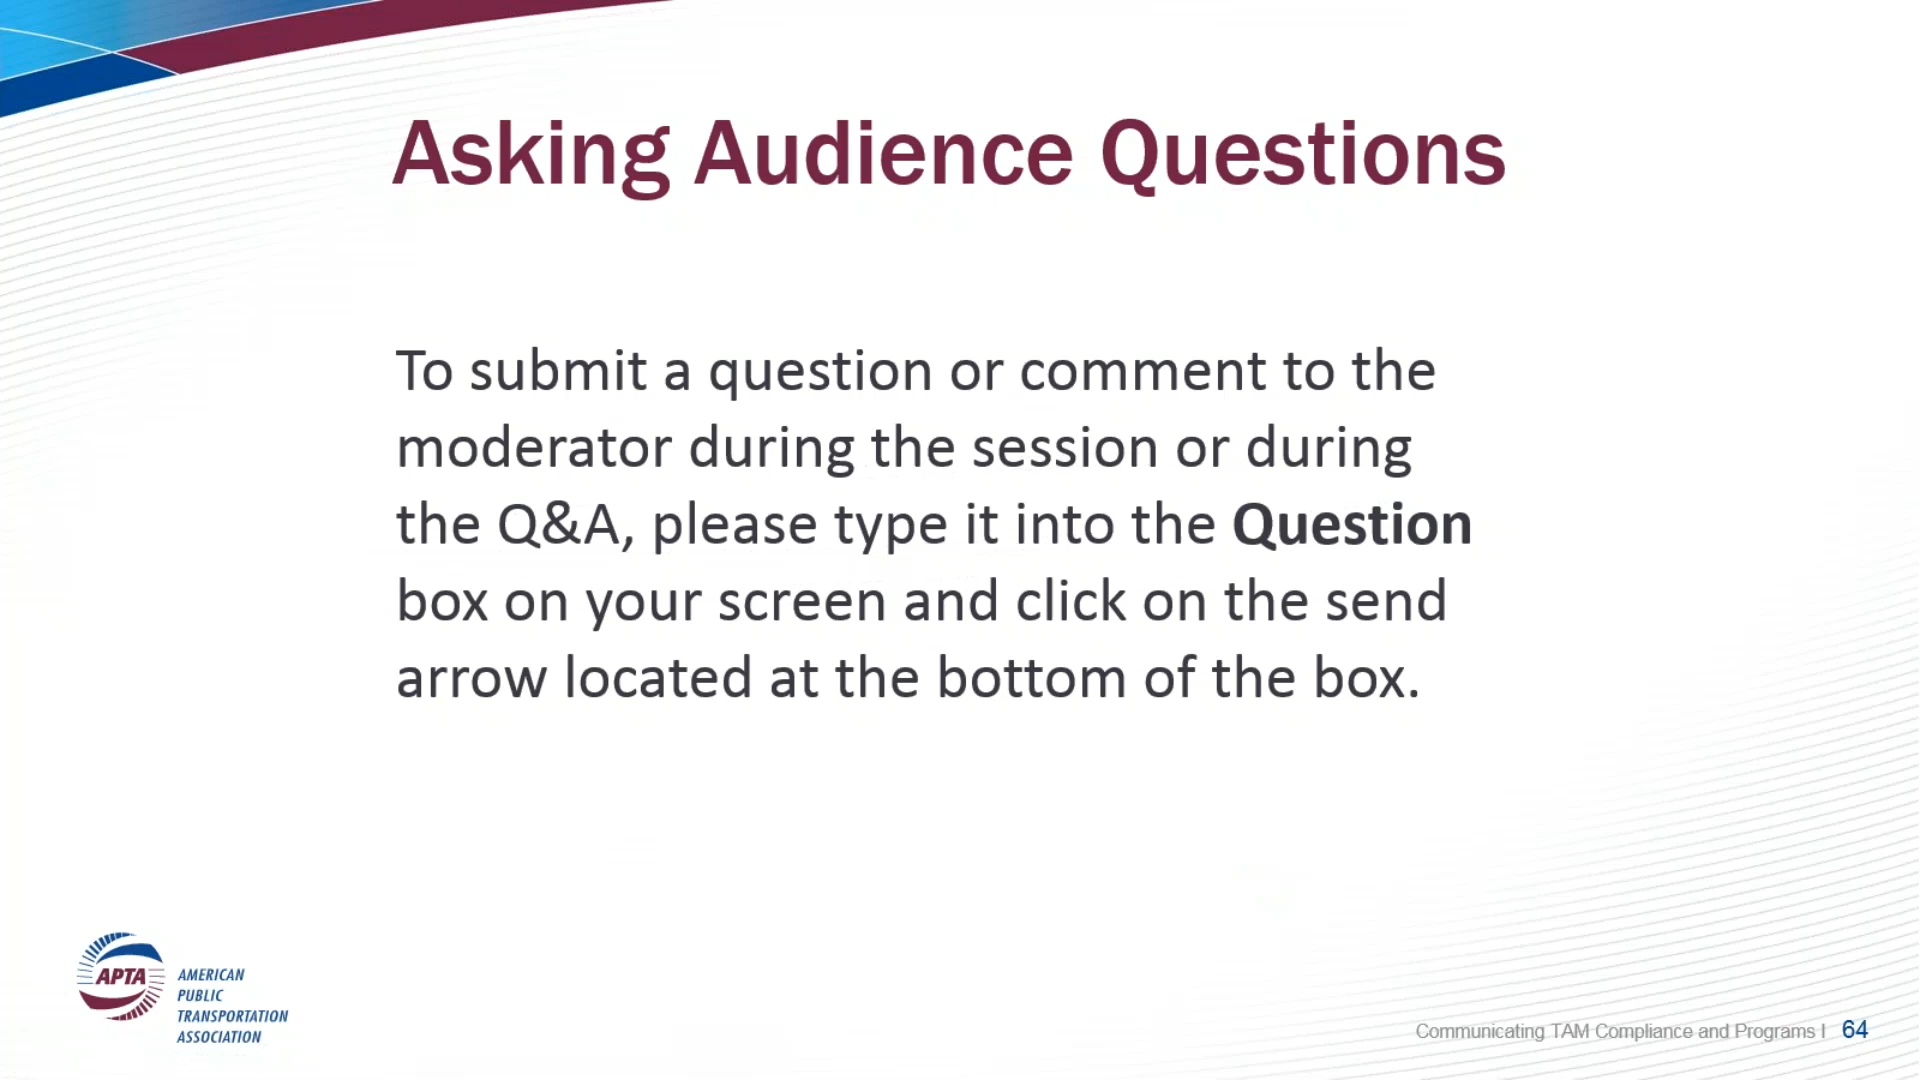 Asking Audience Questions
To submit a question or comment to the
moderator during the session or during
the Q&A, please type it into the Question
box on your screen and click on the send
arrow located at the bottom of the box.
APTA
AMERICAN
PUBLIC
TRANSPORTATION
ASSOCIATION
Communicating TAM Compliance and Programs I 64